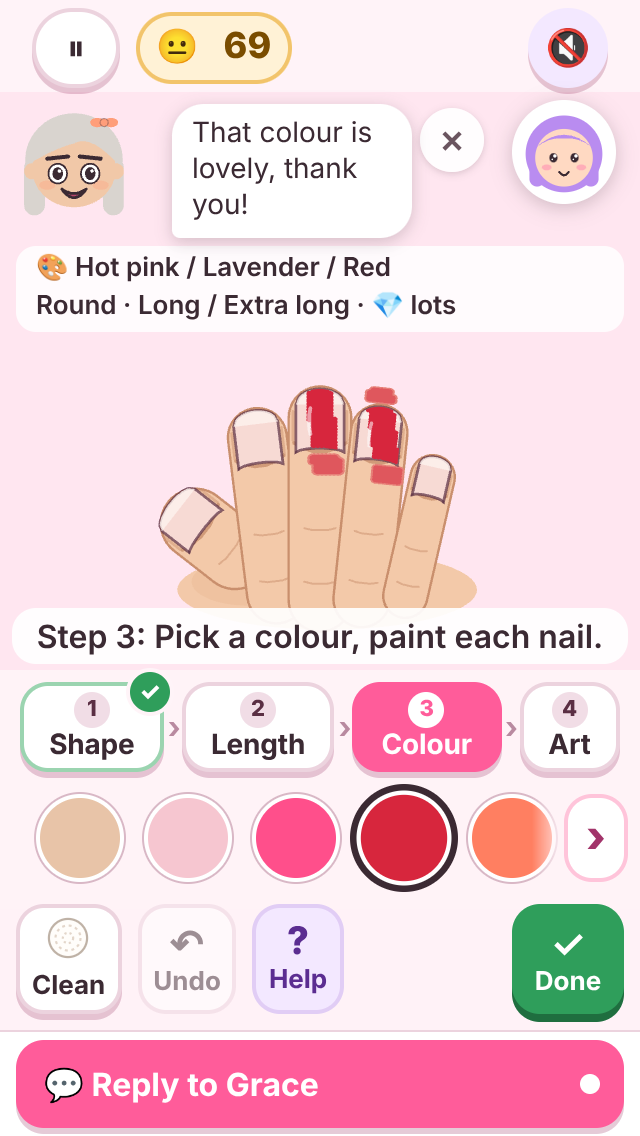 69
That colour is
lovely, thank
you!
Hot pink / Lavender / Red
Round · Long / Extra long · 💎 lots
Step 3: Pick a colour, paint each nail.
1
Shape
2
Length
3
Colour
4
Art
Clean
Undo
?
Help
Done
Reply to Grace